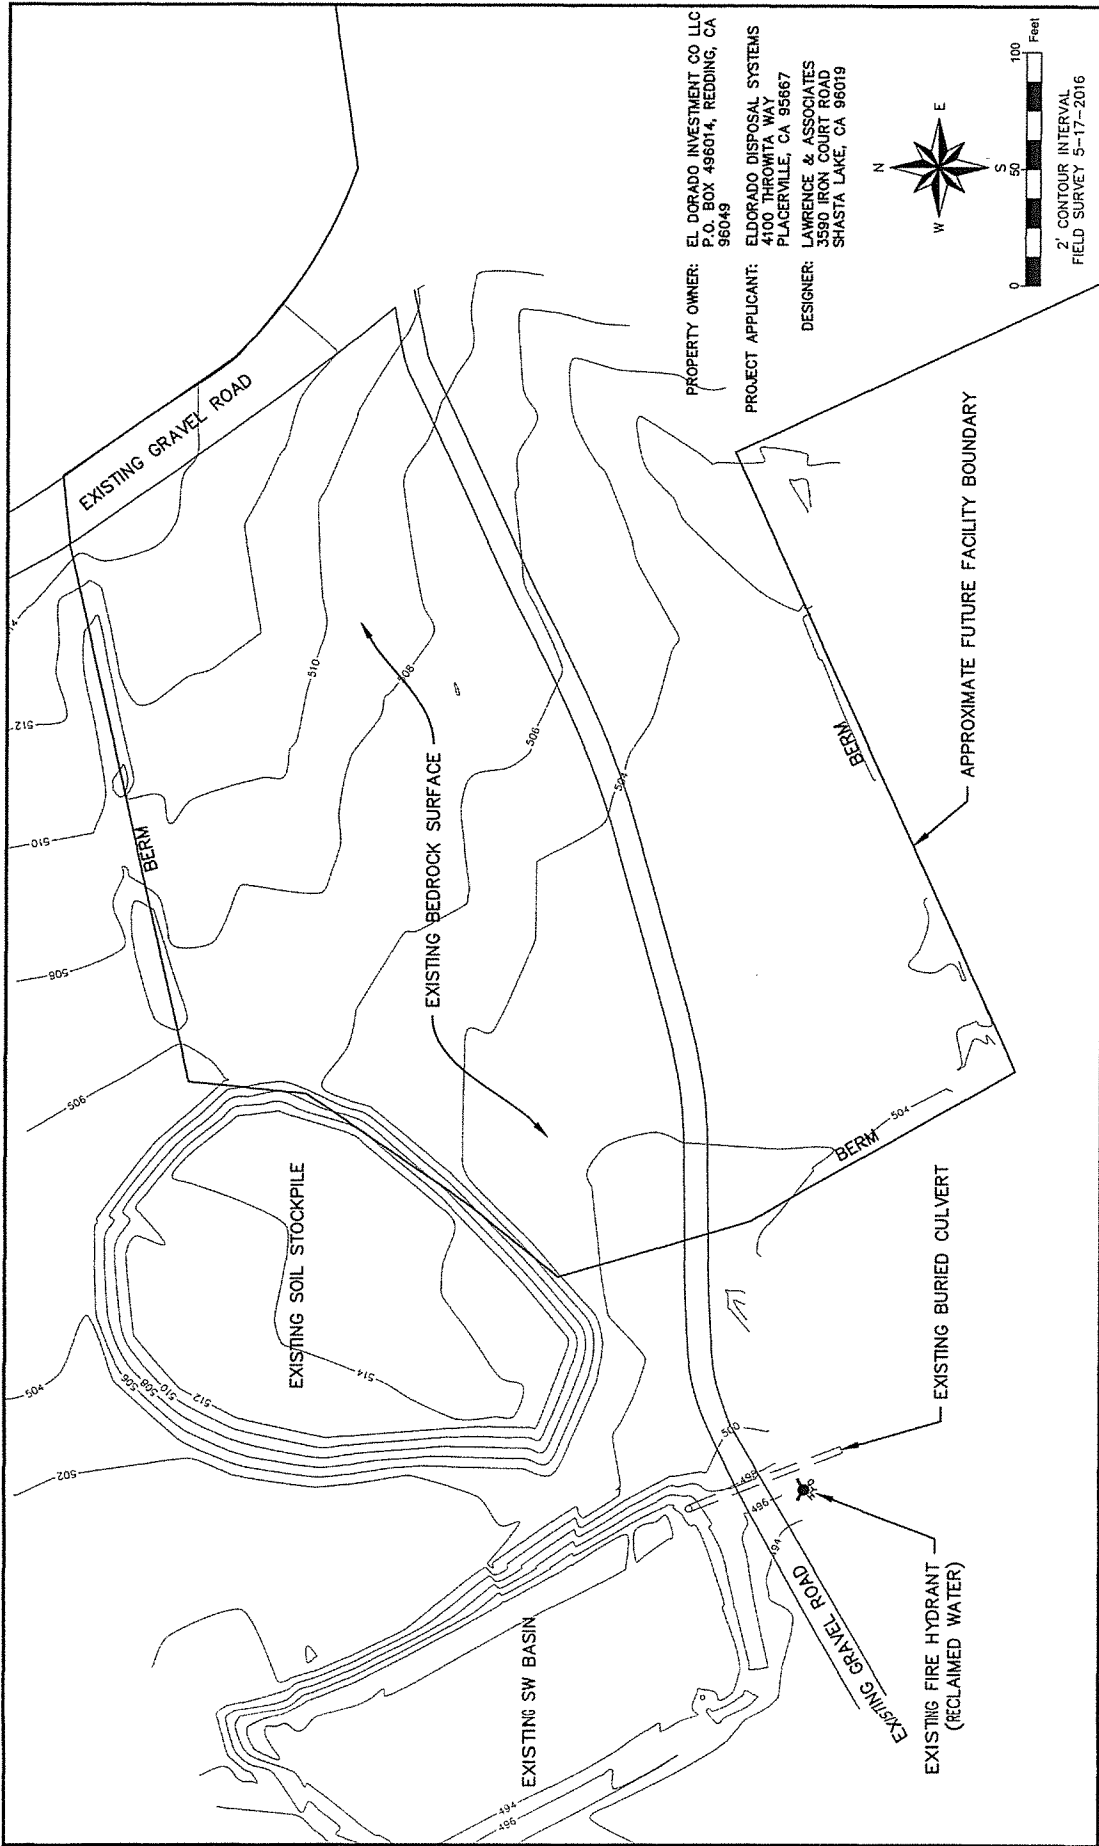 EXISTING GRAVEL ROAD
512
510
BERM
508
506
510
508
506
504
EXISTING BEDROCK SURFACE
EXISTING SOIL STOCKPILE
514
512
510
508
506
504
502
BERM
BERM
504
APPROXIMATE FUTURE FACILITY BOUNDARY
EXISTING SW BASIN
494
496
500
498
496
494
EXISTING GRAVEL ROAD
EXISTING BURIED CULVERT
HYD
EXISTING FIRE HYDRANT
(RECLAIMED WATER)
PROPERTY OWNER: EL DORADO INVESTMENT CO LLC
P.O. BOX 496014, REDDING, CA
96049
PROJECT APPLICANT: ELDORADO DISPOSAL SYSTEMS
4100 THROWITA WAY
PLACERVILLE, CA 95667
DESIGNER: LAWRENCE & ASSOCIATES
3590 IRON COURT ROAD
SHASTA LAKE, CA 96019
N
W
E
S
0 50 100
Feet
2' CONTOUR INTERVAL
FIELD SURVEY 5-17-2016